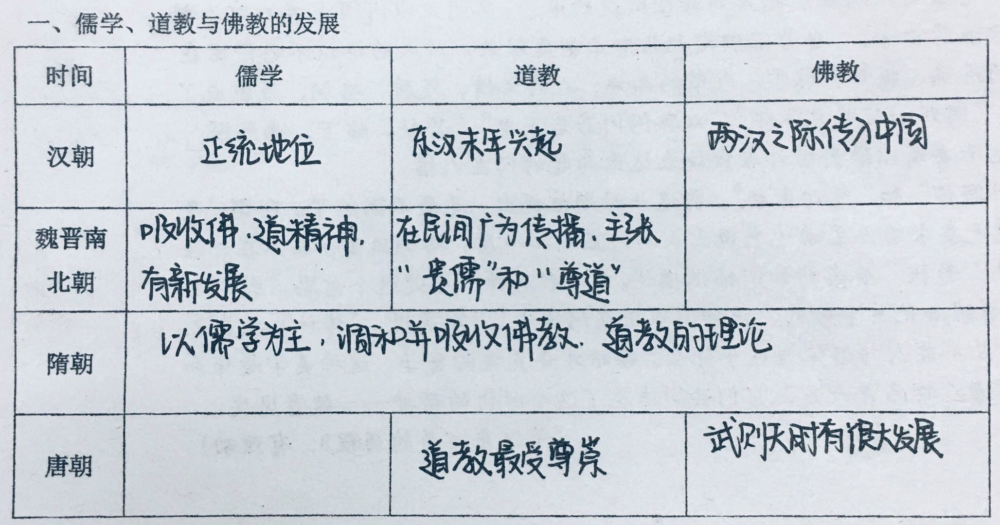 一、儒学、道教与佛教的发展
时间 儒学 道教 佛教
汉朝 正统地位 东汉末年兴起 两汉之际传入中国
魏晋南 吸收佛、道精神, 在民间广为传播、主张
北朝 有新发展 “贵儒”和“尊道”
隋朝 以儒学为主,调和并吸收佛教、道教的理论
唐朝 道教最受尊崇 武则天时有很大发展